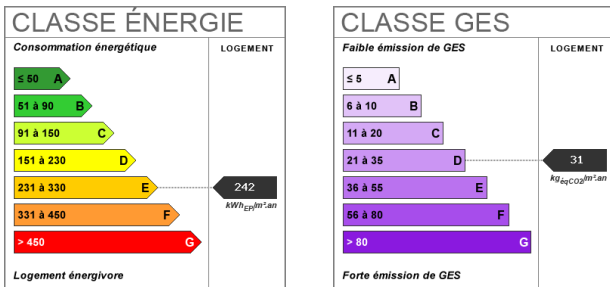 CLASSE ÉNERGIE
Consommation énergétique
LOGEMENT
≤ 50 A
51 à 90 B
91 à 150 C
151 à 230 D
231 à 330 E
242
kWhEP/m².an
331 à 450 F
> 450 G
Logement énergivore
CLASSE GES
Faible émission de GES
LOGEMENT
≤ 5 A
6 à 10 B
11 à 20 C
21 à 35 D
31
kgéqCO2/m².an
36 à 55 E
56 à 80 F
> 80 G
Forte émission de GES